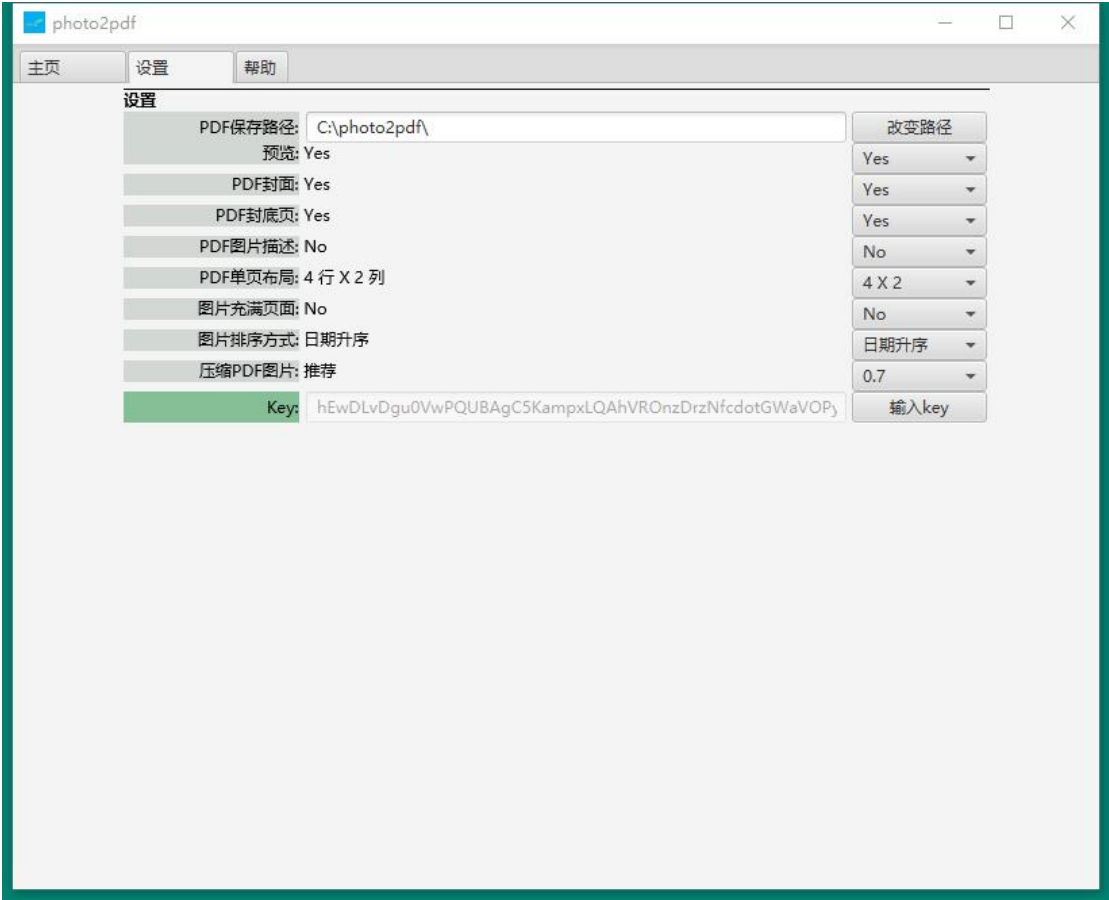 photo2pdf
主页 设置 帮助
设置
PDF保存路径: C:\photo2pdf\ 改变路径
预览: Yes Yes
PDF封面: Yes Yes
PDF封底页: Yes Yes
PDF图片描述: No No
PDF单页布局: 4 行 X 2 列 4 X 2
图片充满页面: No No
图片排序方式: 日期升序 日期升序
压缩PDF图片: 推荐 0.7
Key: hEwDLvDgu0VwPQUBAgC5KampxLQAhVROnzDrzNfcdotGWaVOPy 输入key